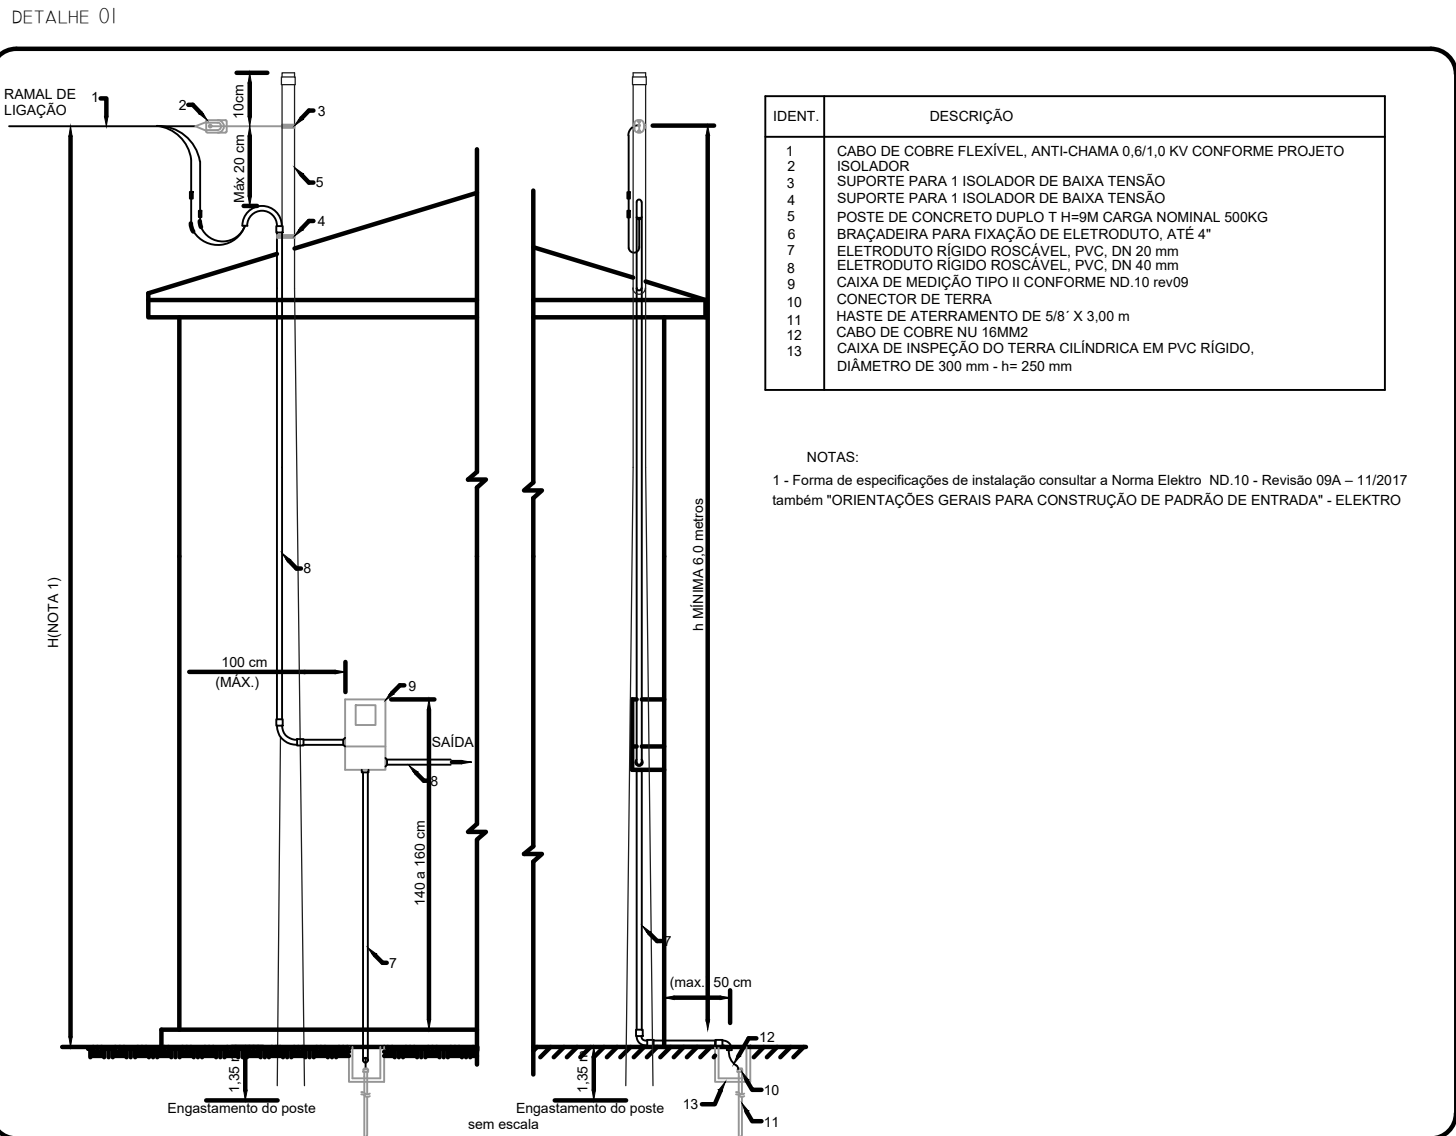 DETALHE 01
RAMAL DE
LIGAÇÃO
1
2
10cm
3
Máx 20 cm
5
4
8
H(NOTA 1)
100 cm
(MÁX.)
9
SAÍDA
8
140 a 160 cm
7
1,35
Engastamento do poste
h MÍNIMA 6,0 metros
7
(max. 50 cm
12
10
13
11
1,35
Engastamento do poste
sem escala
IDENT. DESCRIÇÃO
1 CABO DE COBRE FLEXÍVEL, ANTI-CHAMA 0,6/1,0 KV CONFORME PROJETO
2 ISOLADOR
3 SUPORTE PARA 1 ISOLADOR DE BAIXA TENSÃO
4 SUPORTE PARA 1 ISOLADOR DE BAIXA TENSÃO
5 POSTE DE CONCRETO DUPLO T H=9M CARGA NOMINAL 500KG
6 BRAÇADEIRA PARA FIXAÇÃO DE ELETRODUTO, ATÉ 4"
7 ELETRODUTO RÍGIDO ROSCÁVEL, PVC, DN 20 mm
8 ELETRODUTO RÍGIDO ROSCÁVEL, PVC, DN 40 mm
9 CAIXA DE MEDIÇÃO TIPO II CONFORME ND.10 rev09
10 CONECTOR DE TERRA
11 HASTE DE ATERRAMENTO DE 5/8´ X 3,00 m
12 CABO DE COBRE NU 16MM2
13 CAIXA DE INSPEÇÃO DO TERRA CILÍNDRICA EM PVC RÍGIDO,
DIÂMETRO DE 300 mm - h= 250 mm
NOTAS:
1 - Forma de especificações de instalação consultar a Norma Elektro ND.10 - Revisão 09A – 11/2017
também "ORIENTAÇÕES GERAIS PARA CONSTRUÇÃO DE PADRÃO DE ENTRADA" - ELEKTRO